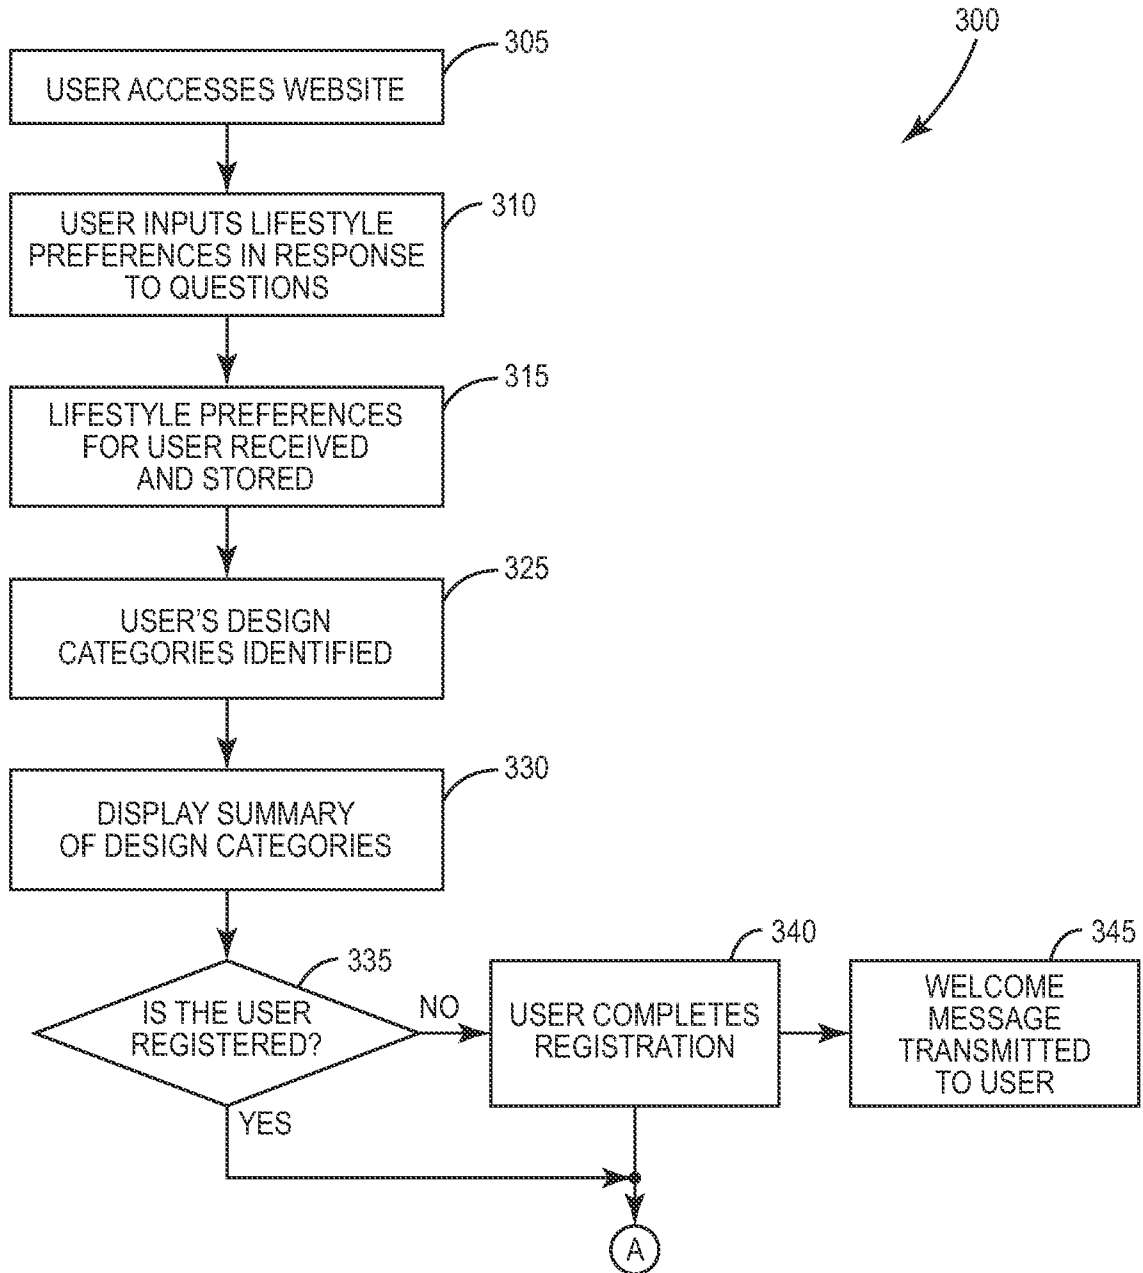 300
305
USER ACCESSES WEBSITE
310
USER INPUTS LIFESTYLE
PREFERENCES IN RESPONSE
TO QUESTIONS
315
LIFESTYLE PREFERENCES
FOR USER RECEIVED
AND STORED
325
USER'S DESIGN
CATEGORIES IDENTIFIED
330
DISPLAY SUMMARY
OF DESIGN CATEGORIES
335
IS THE USER
REGISTERED?
NO
YES
340
USER COMPLETES
REGISTRATION
345
WELCOME
MESSAGE
TRANSMITTED
TO USER
A